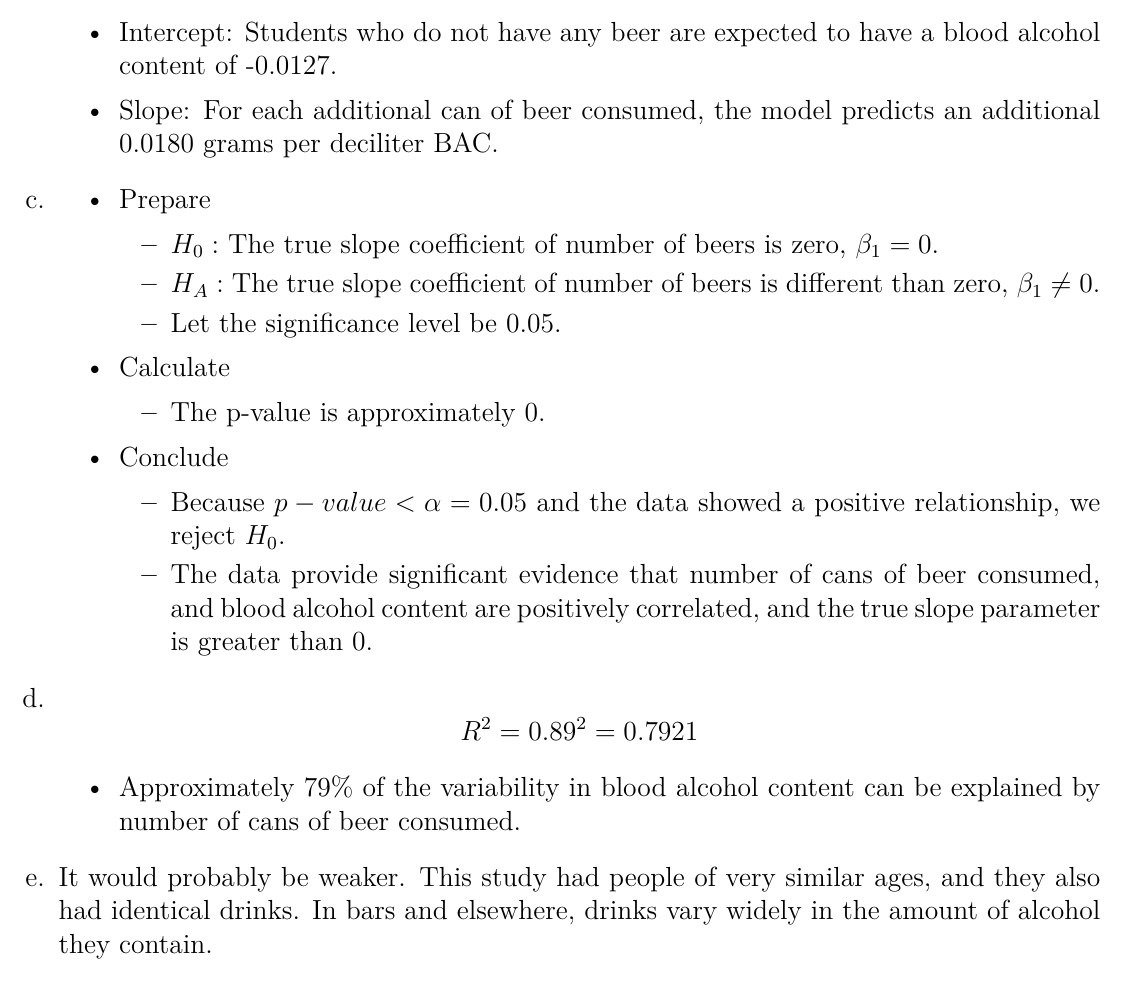 • Intercept: Students who do not have any beer are expected to have a blood alcohol
content of -0.0127.
• Slope: For each additional can of beer consumed, the model predicts an additional
0.0180 grams per deciliter BAC.
c. • Prepare
– H₀ : The true slope coefficient of number of beers is zero, β₁ = 0.
– H_A : The true slope coefficient of number of beers is different than zero, β₁ ≠ 0.
– Let the significance level be 0.05.
• Calculate
– The p-value is approximately 0.
• Conclude
– Because p − value < α = 0.05 and the data showed a positive relationship, we
reject H₀.
– The data provide significant evidence that number of cans of beer consumed,
and blood alcohol content are positively correlated, and the true slope parameter
is greater than 0.
d.
R² = 0.89² = 0.7921
• Approximately 79% of the variability in blood alcohol content can be explained by
number of cans of beer consumed.
e. It would probably be weaker. This study had people of very similar ages, and they also
had identical drinks. In bars and elsewhere, drinks vary widely in the amount of alcohol
they contain.